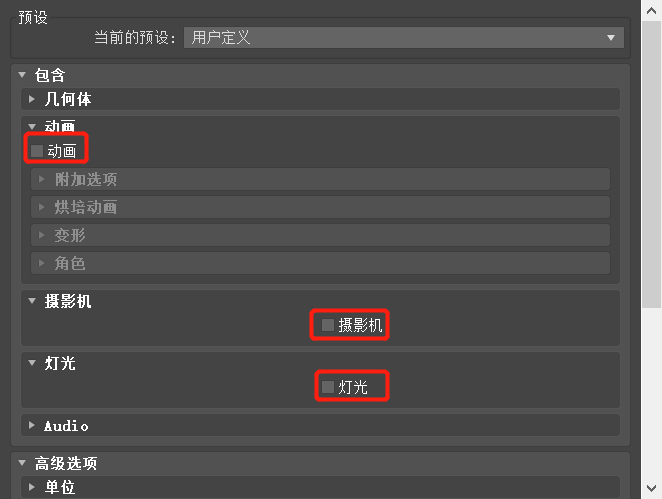 预设
当前的预设: 用户定义
包含
几何体
动画
动画
附加选项
烘培动画
变形
角色
摄影机
摄影机
灯光
灯光
Audio
高级选项
单位